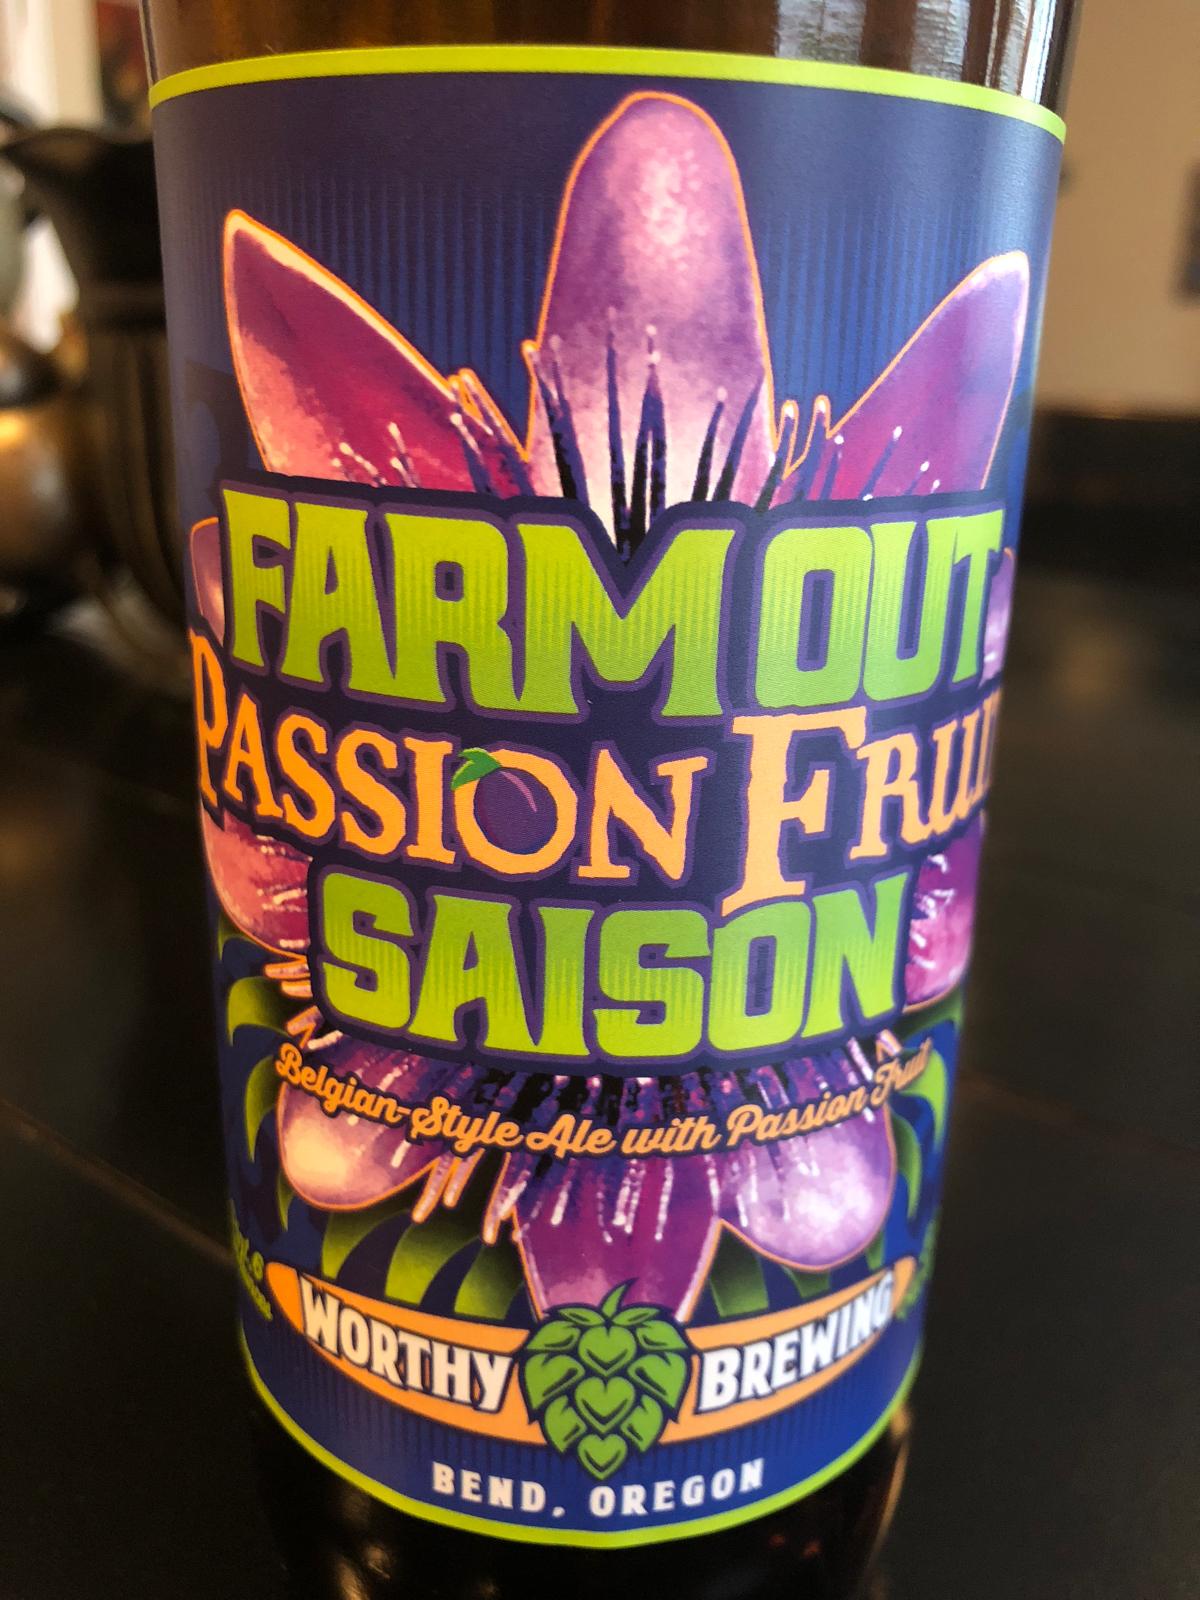 FARM OUT
PASSION FRUIT
SAISON
Belgian-Style Ale with Passion Fruit
WORTHY BREWING
BEND, OREGON